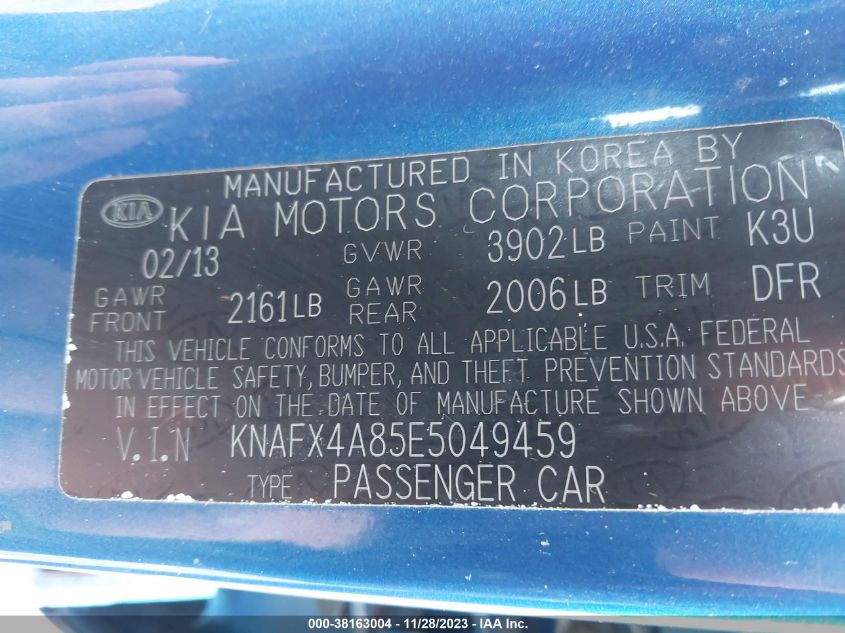 MANUFACTURED IN KOREA BY
KIA KIA MOTORS CORPORATION
02/13 GVWR 3902LB PAINT K3U
GAWR FRONT 2161LB GAWR REAR 2006LB TRIM DFR
THIS VEHICLE CONFORMS TO ALL APPLICABLE U.S.A. FEDERAL
MOTOR VEHICLE SAFETY, BUMPER, AND THEFT PREVENTION STANDARDS
IN EFFECT ON THE DATE OF MANUFACTURE SHOWN ABOVE
V.I.N KNAFX4A85E5049459
TYPE PASSENGER CAR
000-38163004 - 11/28/2023 - IAA Inc.